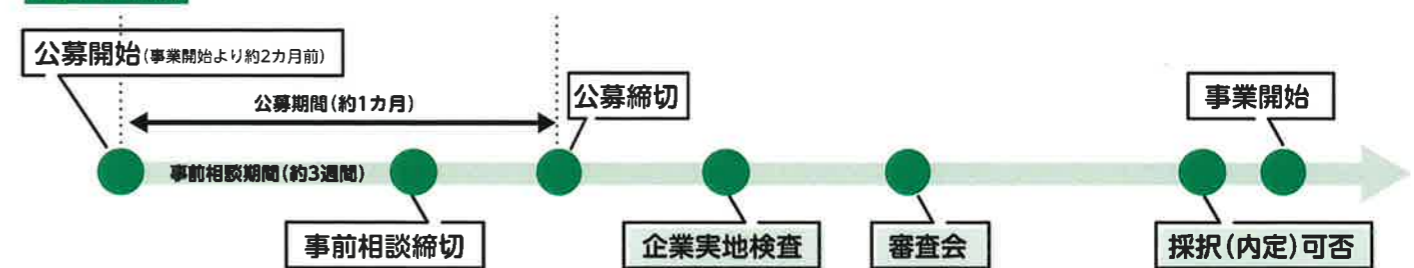 公募開始(事業開始より約2カ月前)
公募期間(約1カ月)
公募締切
事業開始
事前相談期間(約3週間)
事前相談締切
企業実地検査
審査会
採択(内定)可否